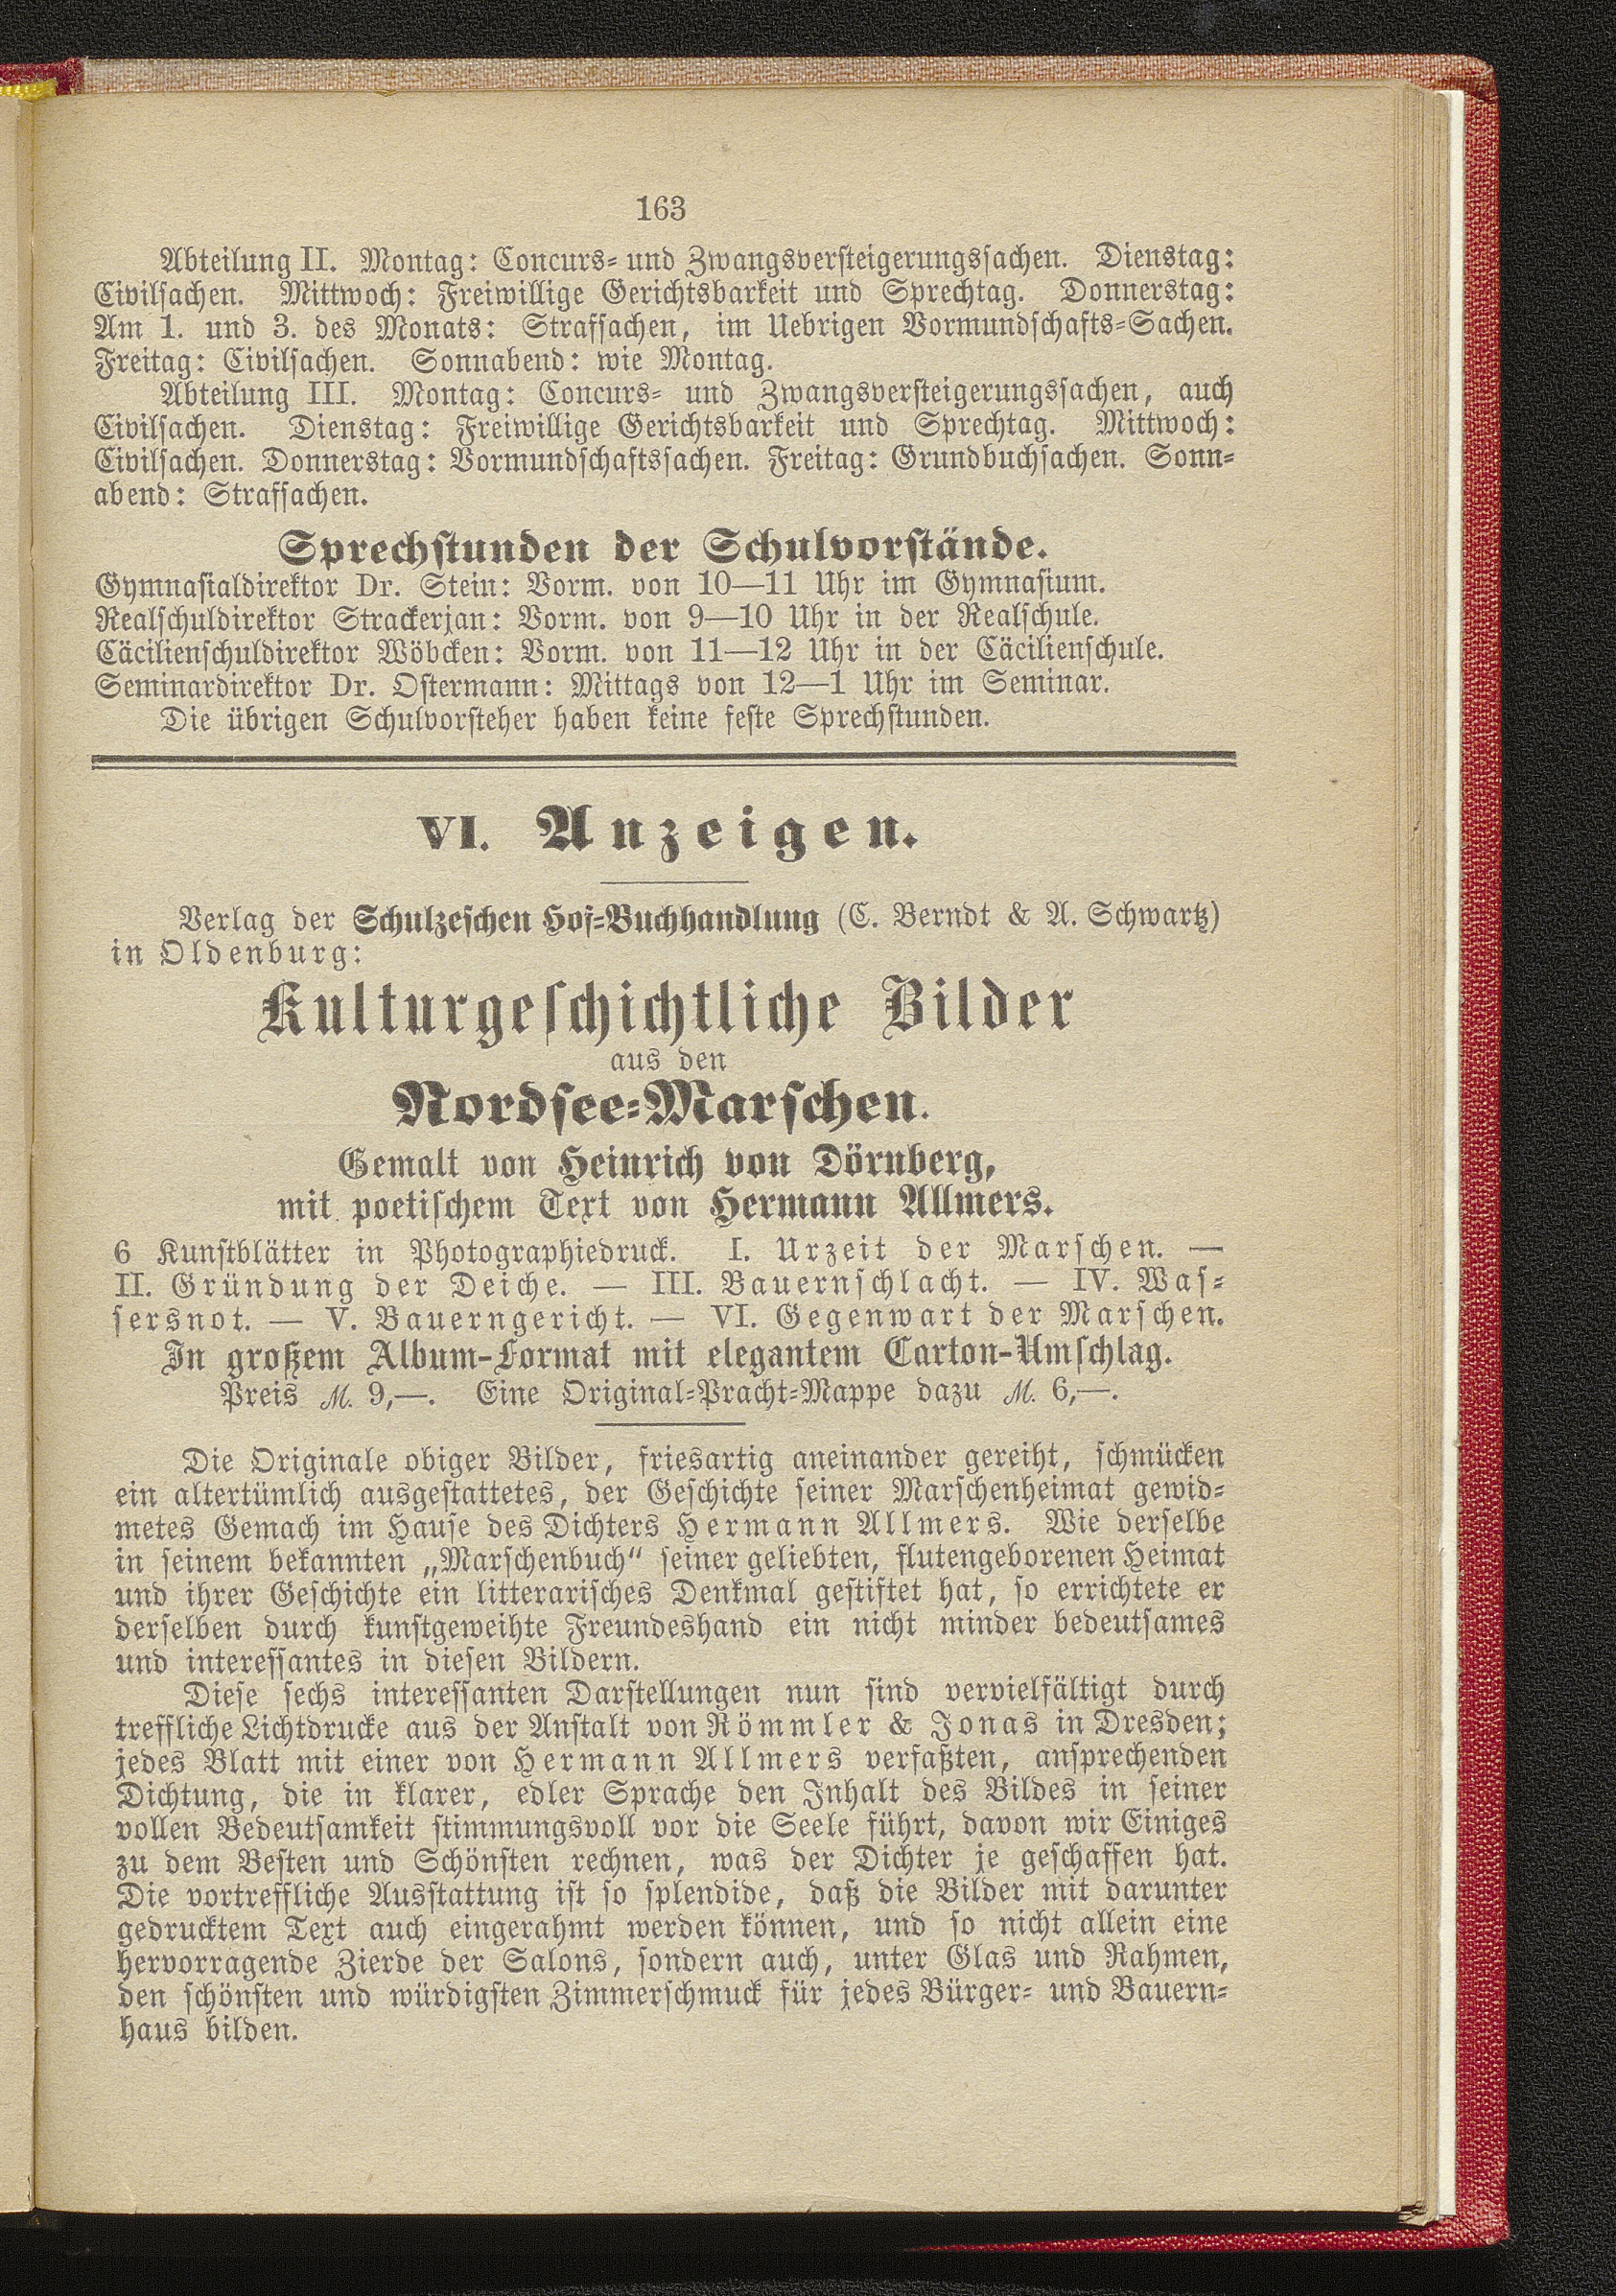 163
Abteilung II. Montag: Concurs- und Zwangsversteigerungssachen. Dienstag:
Civilsachen. Mittwoch: Freiwillige Gerichtsbarkeit und Sprechtag. Donnerstag:
Am 1. und 3. des Monats: Strafsachen, im Uebrigen Vormundschafts-Sachen.
Freitag: Civilsachen. Sonnabend: wie Montag.
Abteilung III. Montag: Concurs- und Zwangsversteigerungssachen, auch
Civilsachen. Dienstag: Freiwillige Gerichtsbarkeit und Sprechtag. Mittwoch:
Civilsachen. Donnerstag: Vormundschaftssachen. Freitag: Grundbuchsachen. Sonn-
abend: Strafsachen.
Sprechstunden der Schulvorstände.
Gymnasialdirektor Dr. Stein: Vorm. von 10—11 Uhr im Gymnasium.
Realschuldirektor Strackerjan: Vorm. von 9—10 Uhr in der Realschule.
Cäcilienschuldirektor Wöbcken: Vorm. von 11—12 Uhr in der Cäcilienschule.
Seminardirektor Dr. Ostermann: Mittags von 12—1 Uhr im Seminar.
Die übrigen Schulvorsteher haben keine feste Sprechstunden.
VI. Anzeigen.
Verlag der Schulzeschen Hof-Buchhandlung (C. Berndt & A. Schwartz)
in Oldenburg:
Kulturgeschichtliche Bilder
aus den
Nordsee-Marschen.
Gemalt von Heinrich von Dörnberg,
mit poetischem Text von Hermann Allmers.
6 Kunstblätter in Photographiedruck. I. Urzeit der Marschen. —
II. Gründung der Deiche. — III. Bauernschlacht. — IV. Was-
sersnot. — V. Bauerngericht. — VI. Gegenwart der Marschen.
In großem Album-Format mit elegantem Carton-Umschlag.
Preis M. 9,—. Eine Original-Pracht-Mappe dazu M. 6,—.
Die Originale obiger Bilder, friesartig aneinander gereiht, schmücken
ein altertümlich ausgestattetes, der Geschichte seiner Marschenheimat gewid-
metes Gemach im Hause des Dichters Hermann Allmers. Wie derselbe
in seinem bekannten „Marschenbuch“ seiner geliebten, flutengeborenen Heimat
und ihrer Geschichte ein litterarisches Denkmal gestiftet hat, so errichtete er
derselben durch kunstgeweihte Freundeshand ein nicht minder bedeutsames
und interessantes in diesen Bildern.
Diese sechs interessanten Darstellungen nun sind vervielfältigt durch
treffliche Lichtdrucke aus der Anstalt von Römmler & Jonas in Dresden;
jedes Blatt mit einer von Hermann Allmers verfaßten, ansprechenden
Dichtung, die in klarer, edler Sprache den Inhalt des Bildes in seiner
vollen Bedeutsamkeit stimmungsvoll vor die Seele führt, davon wir Einiges
zu dem Besten und Schönsten rechnen, was der Dichter je geschaffen hat.
Die vortreffliche Ausstattung ist so splendide, daß die Bilder mit darunter
gedrucktem Text auch eingerahmt werden können, und so nicht allein eine
hervorragende Zierde der Salons, sondern auch, unter Glas und Rahmen,
den schönsten und würdigsten Zimmerschmuck für jedes Bürger- und Bauern-
haus bilden.